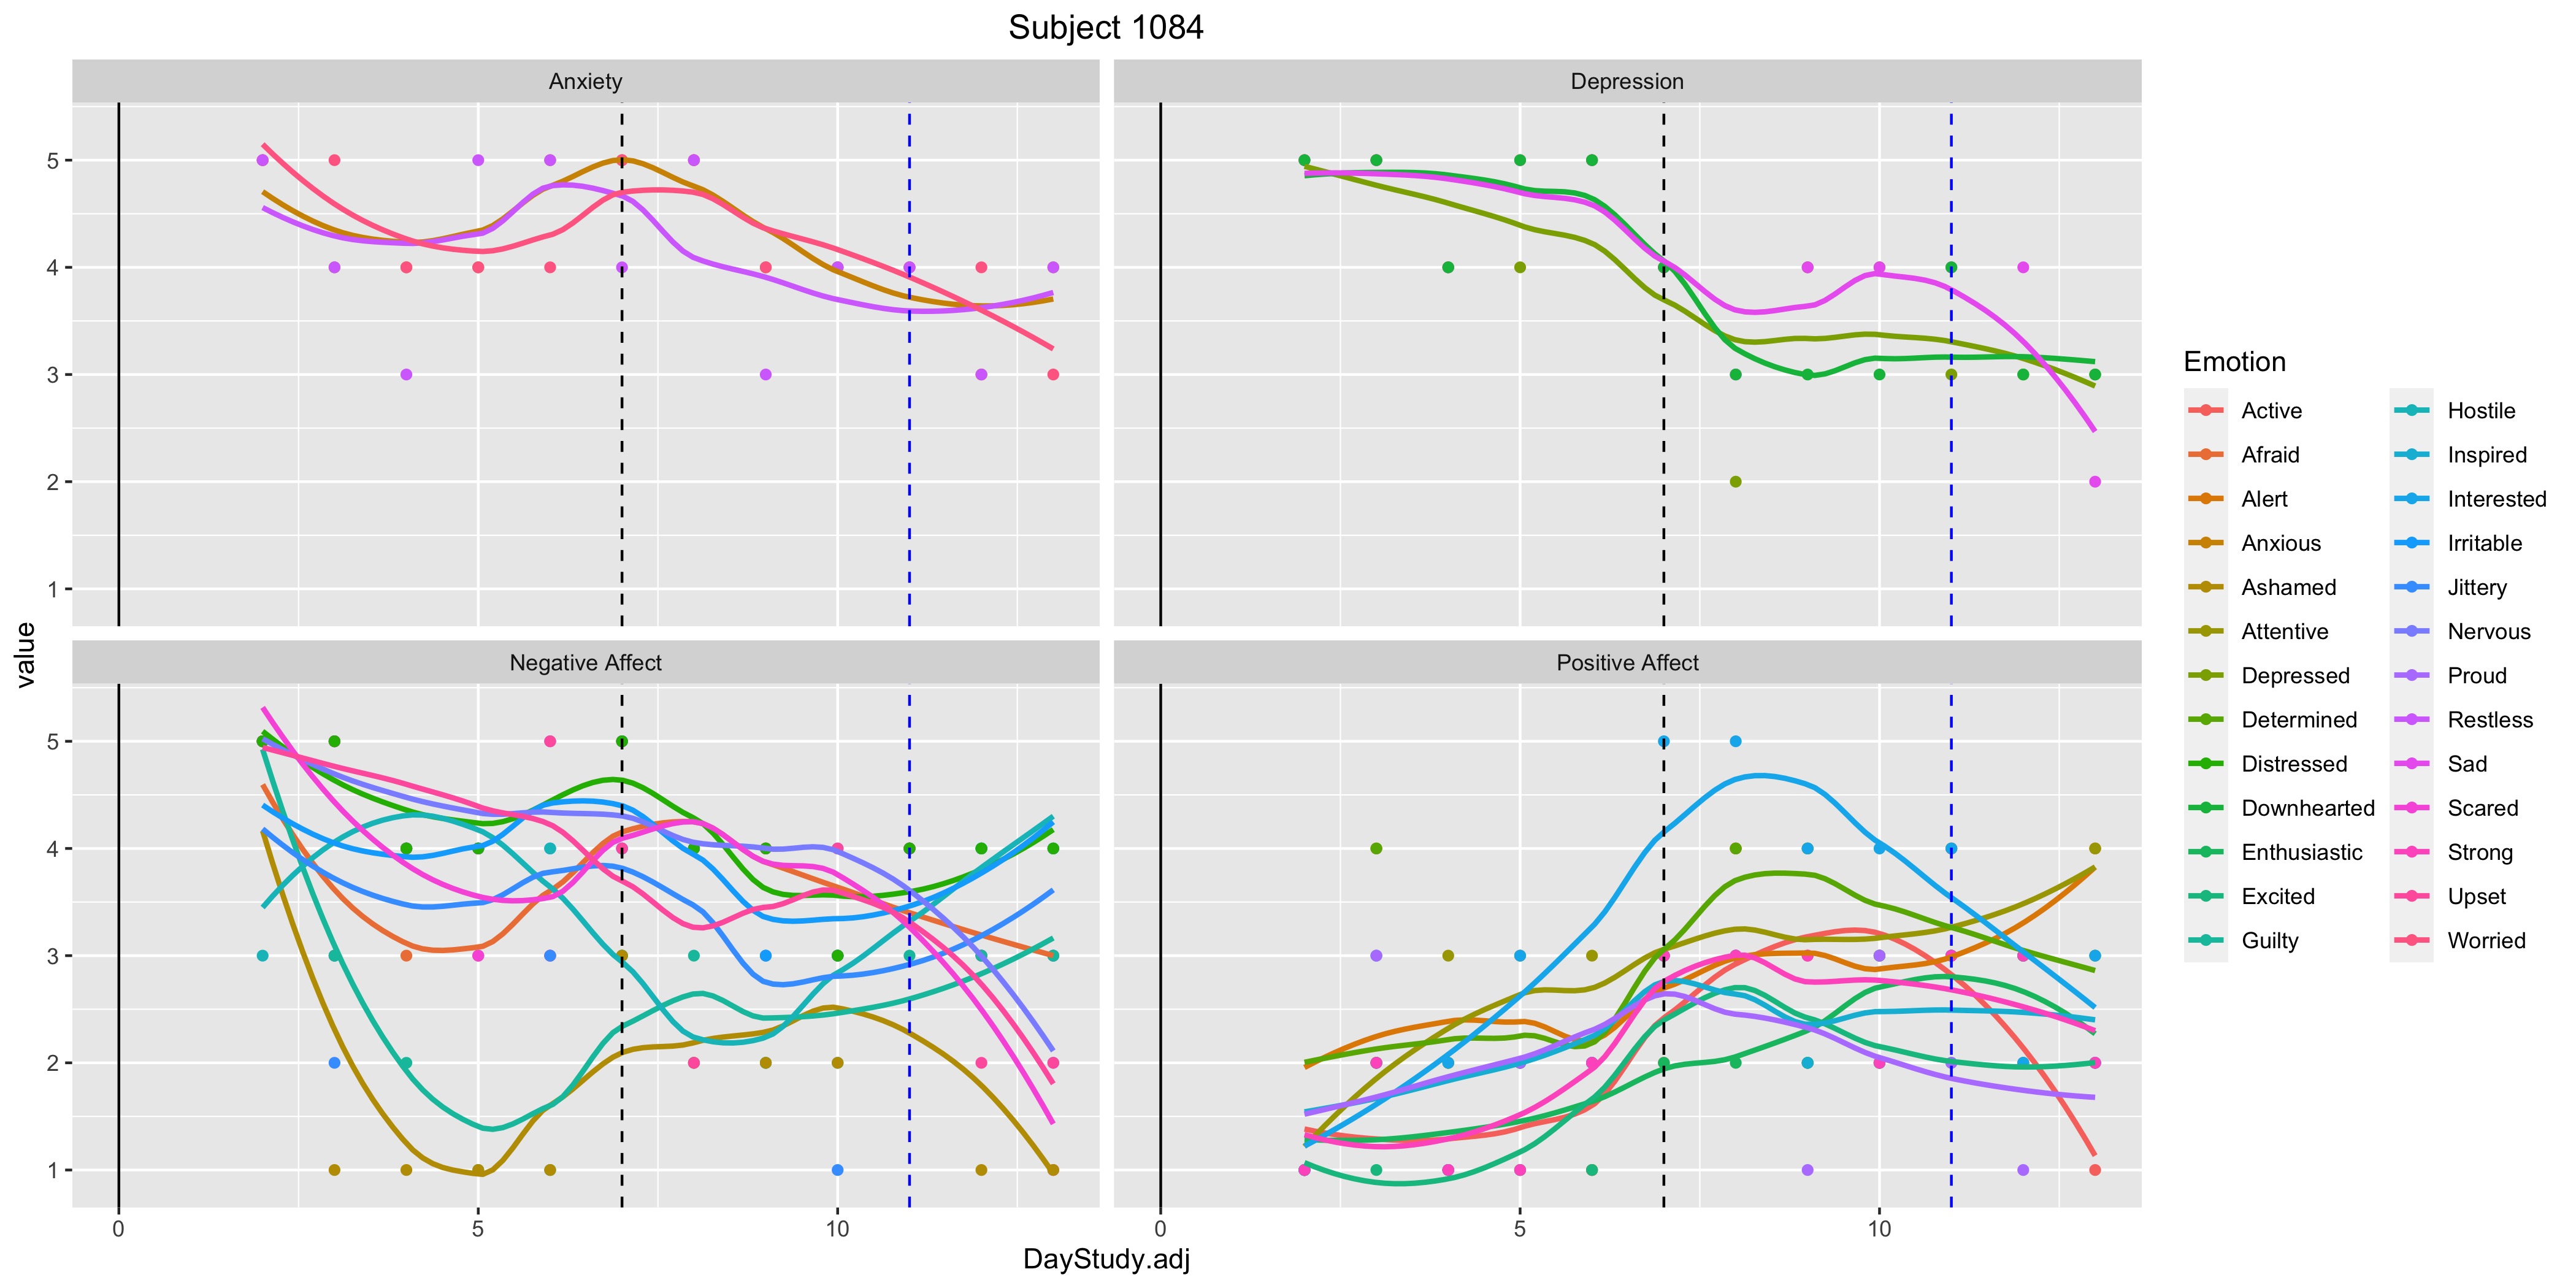 Subject 1084
Anxiety
Depression
5
4
3
2
1
value
Negative Affect
Positive Affect
5
4
3
2
1
0
5
10
0
5
10
DayStudy.adj
Emotion
Active
Afraid
Alert
Anxious
Ashamed
Attentive
Depressed
Determined
Distressed
Downhearted
Enthusiastic
Excited
Guilty
Hostile
Inspired
Interested
Irritable
Jittery
Nervous
Proud
Restless
Sad
Scared
Strong
Upset
Worried